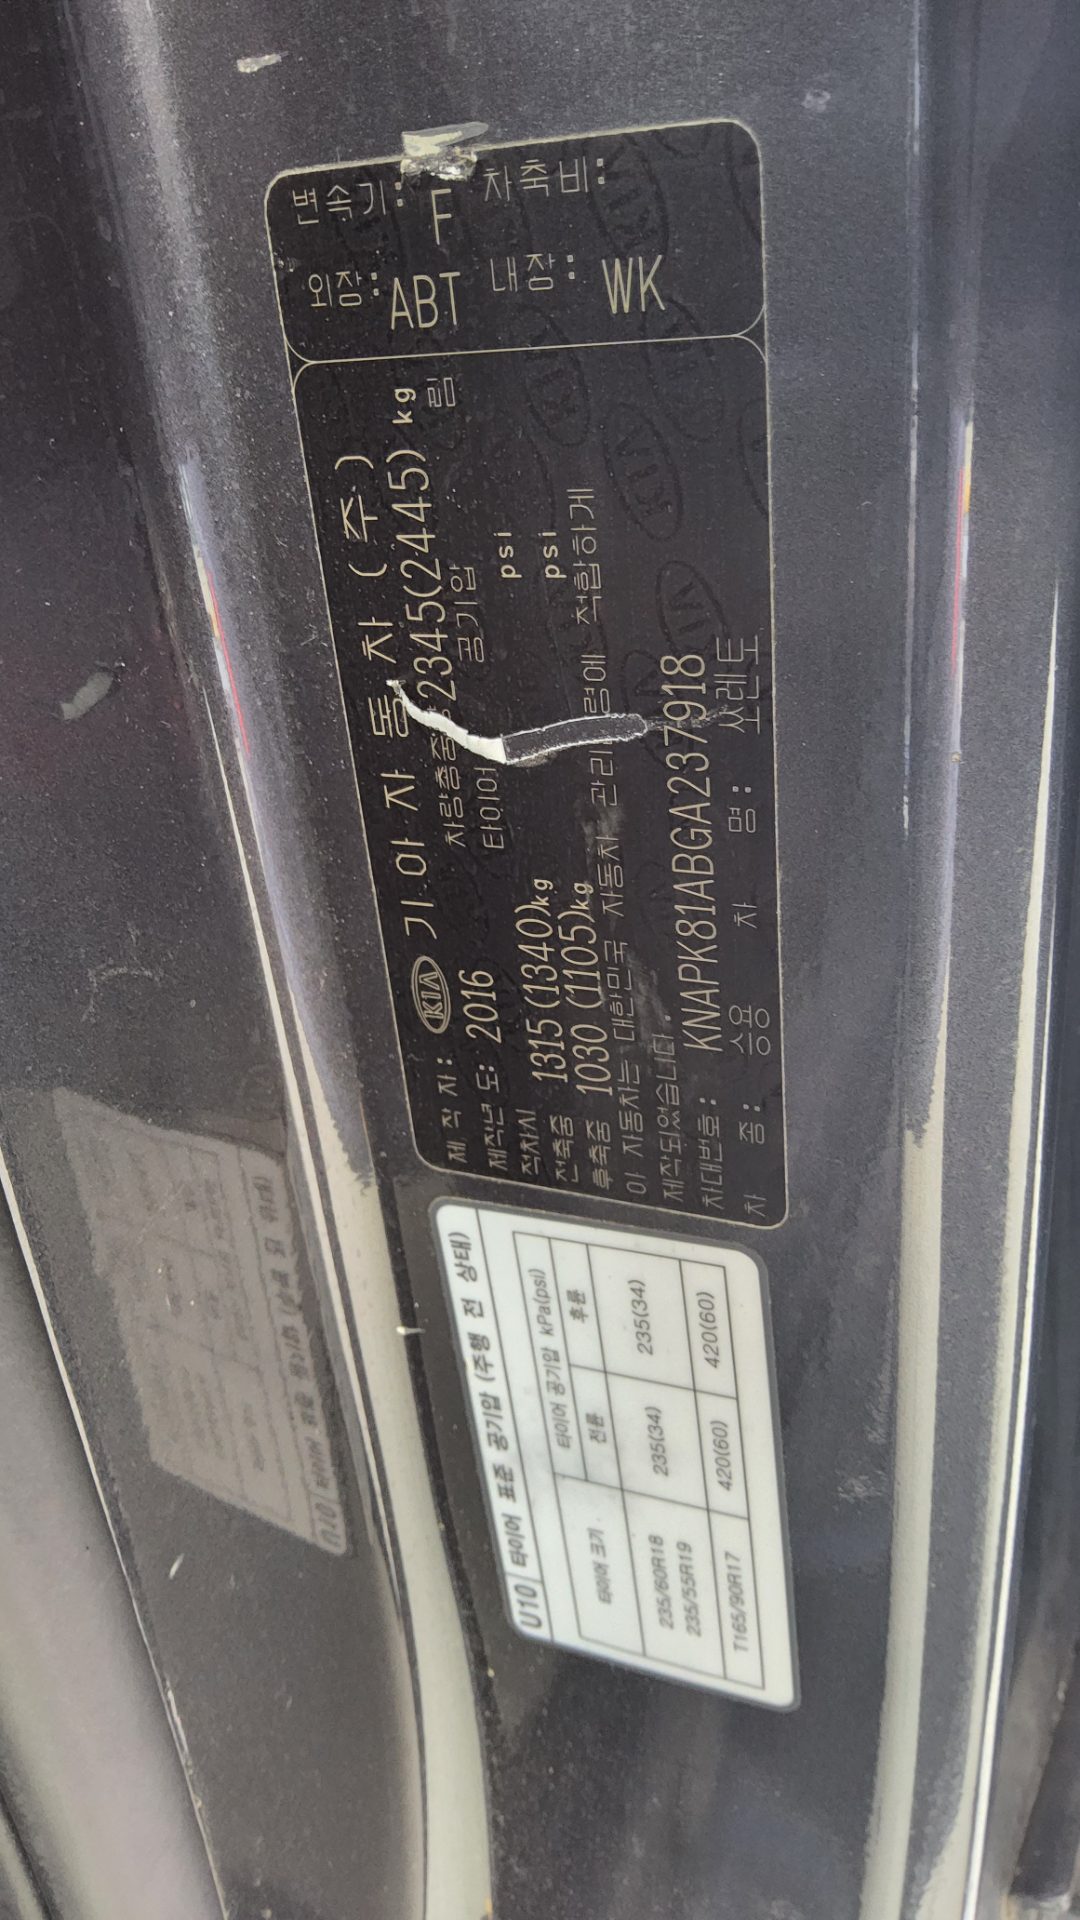 제 작 자: KIA 기 아 자 동 차 (주)
제작년 도: 2016 차량총중량 2345(2445) kg
적차시 타이어 공기압 림
전축중 1315 (1340)kg psi
후축중 1030 (1105)kg psi
이 자동차는 대한민국 자동차 관리법령에 적합하게
제작되었습니다.
차대번호: KNAPK81ABGA237918
차 종: 승용 차 명: 쏘렌토
외장: ABT 변속기: F
내장: WK 차축비:
U10 타이어 표준 공기압 (주행 전 상태)
타이어 크기 타이어 공기압 kPa(psi)
전륜 후륜
235/60R18 235(34) 235(34)
235/55R19
T165/90R17 420(60) 420(60)